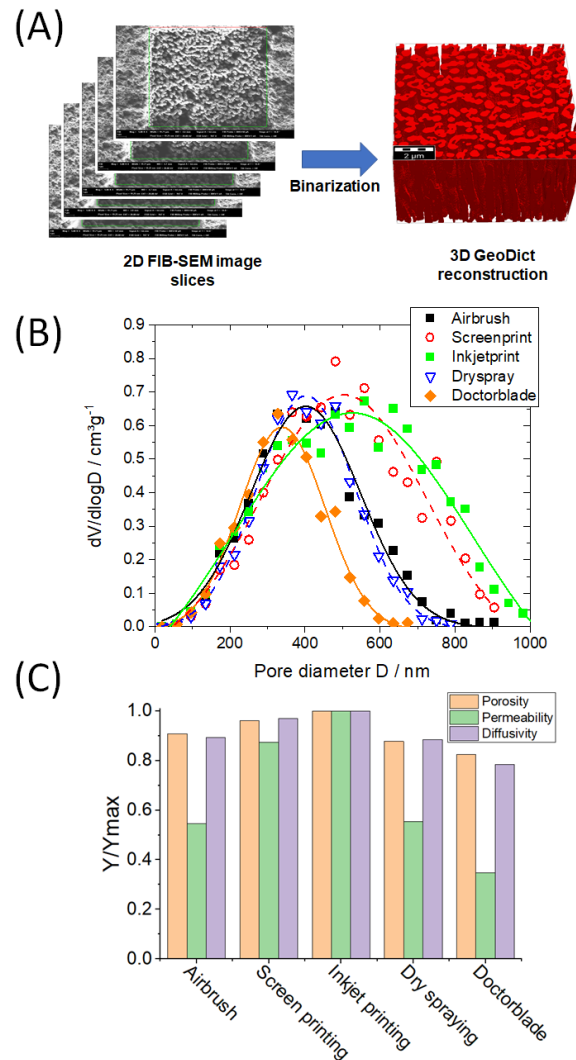 (A)
Binarization
2 µm
2D FIB-SEM image
slices
3D GeoDict
reconstruction
(B)
0.9
0.8
0.7
0.6
0.5
0.4
0.3
0.2
0.1
0.0
dV/dlogD / cm³g⁻¹
Airbrush
Screenprint
Inkjetprint
Dryspray
Doctorblade
0
200
400
600
800
1000
Pore diameter D / nm
(C)
1.0
0.8
0.6
0.4
0.2
0.0
Y/Ymax
Porosity
Permeability
Diffusivity
Airbrush
Screen printing
Inkjet printing
Dry spraying
Doctorblade